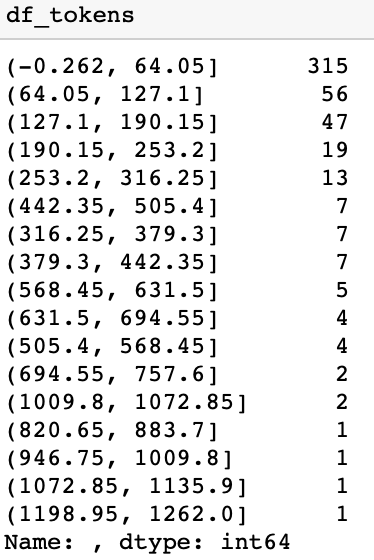 df_tokens
(-0.262, 64.05]      315
(64.05, 127.1]        56
(127.1, 190.15]       47
(190.15, 253.2]       19
(253.2, 316.25]       13
(442.35, 505.4]        7
(316.25, 379.3]        7
(379.3, 442.35]        7
(568.45, 631.5]        5
(631.5, 694.55]        4
(505.4, 568.45]        4
(694.55, 757.6]        2
(1009.8, 1072.85]      2
(820.65, 883.7]        1
(946.75, 1009.8]       1
(1072.85, 1135.9]      1
(1198.95, 1262.0]      1
Name: , dtype: int64